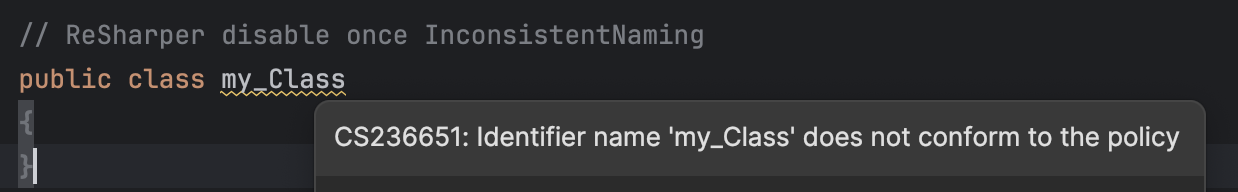 // ReSharper disable once InconsistentNaming
public class my_Class
{
CS236651: Identifier name 'my_Class' does not conform to the policy
}